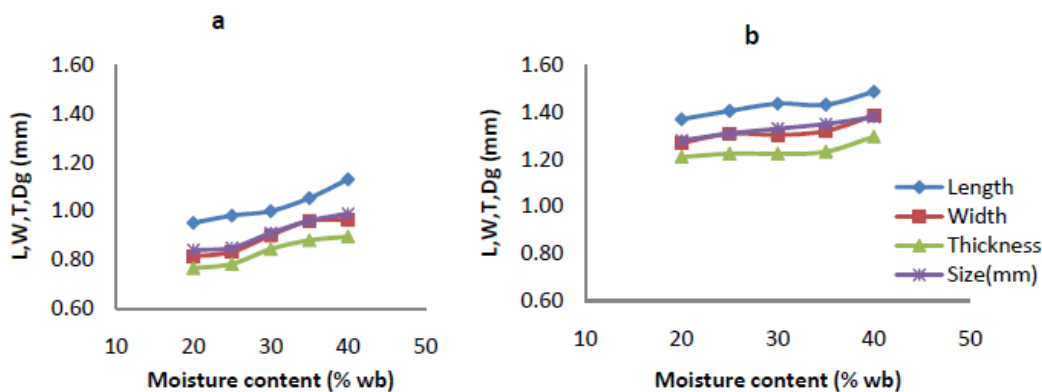 a
L,W,T,Dg (mm)
1.60
1.40
1.20
1.00
0.80
0.60
10 20 30 40 50
Moisture content (% wb)
b
L,W,T,Dg (mm)
1.60
1.40
1.20
1.00
0.80
0.60
10 20 30 40 50
Moisture content (% wb)
Length
Width
Thickness
Size(mm)